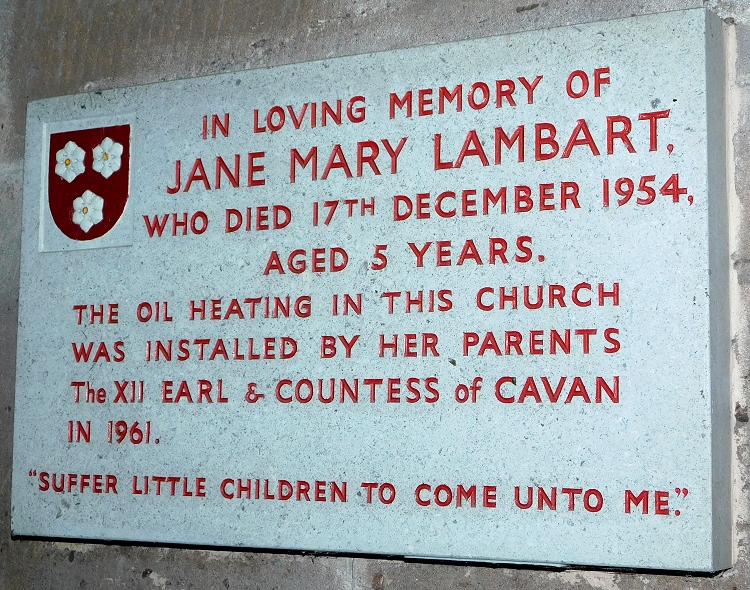 IN LOVING MEMORY OF
JANE MARY LAMBART,
WHO DIED 17TH DECEMBER 1954,
AGED 5 YEARS.
THE OIL HEATING IN THIS CHURCH
WAS INSTALLED BY HER PARENTS
The XII EARL & COUNTESS of CAVAN
IN 1961.
"SUFFER LITTLE CHILDREN TO COME UNTO ME."